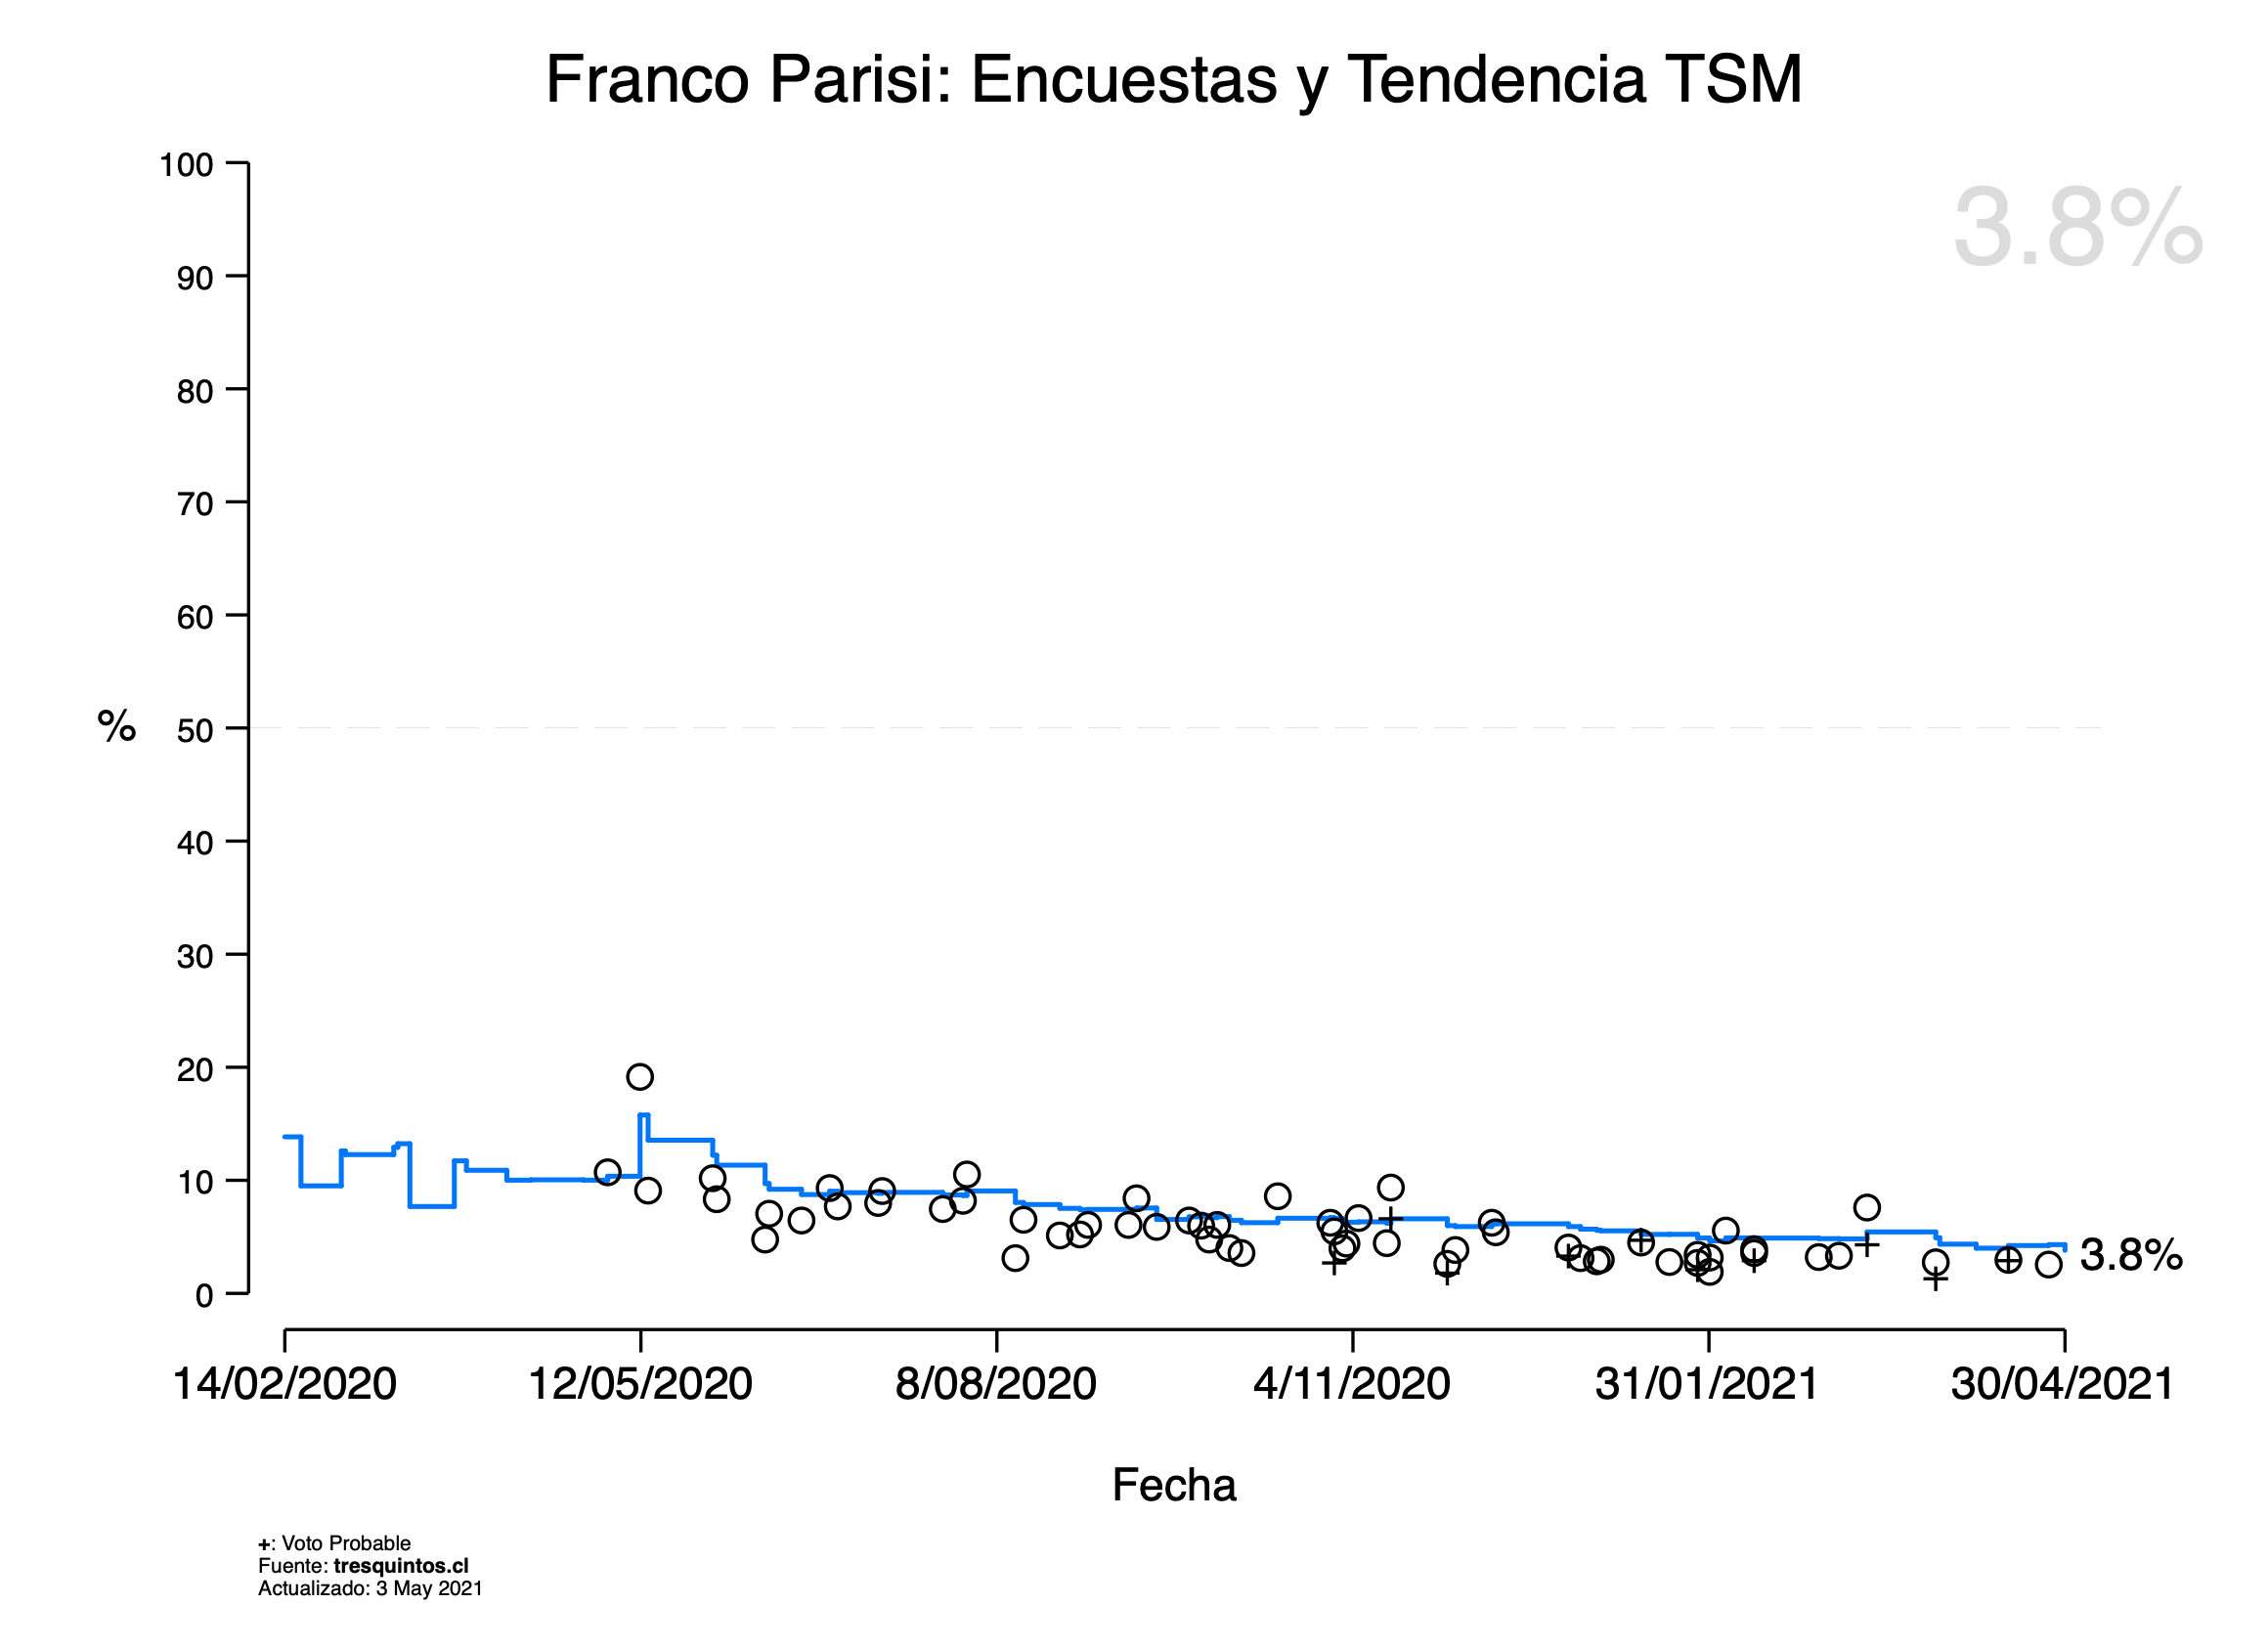 Franco Parisi: Encuestas y Tendencia TSM
3.8%
100
90
80
70
60
% 50
40
30
20
10
0
3.8%
14/02/2020 12/05/2020 8/08/2020 4/11/2020 31/01/2021 30/04/2021
Fecha
+: Voto Probable
Fuente: tresquintos.cl
Actualizado: 3 May 2021